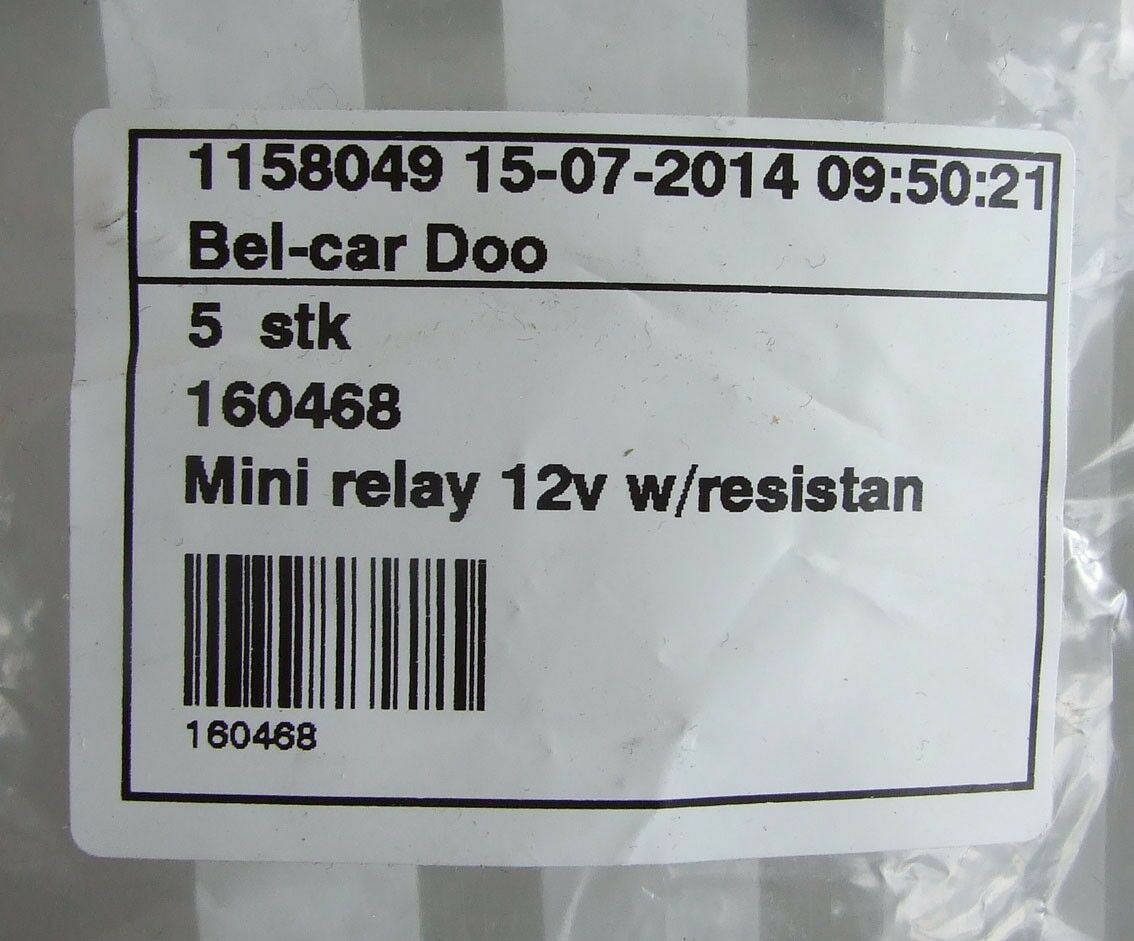 1158049 15-07-2014 09:50:21
Bel-car Doo
5 stk
160468
Mini relay 12v w/resistan
160468